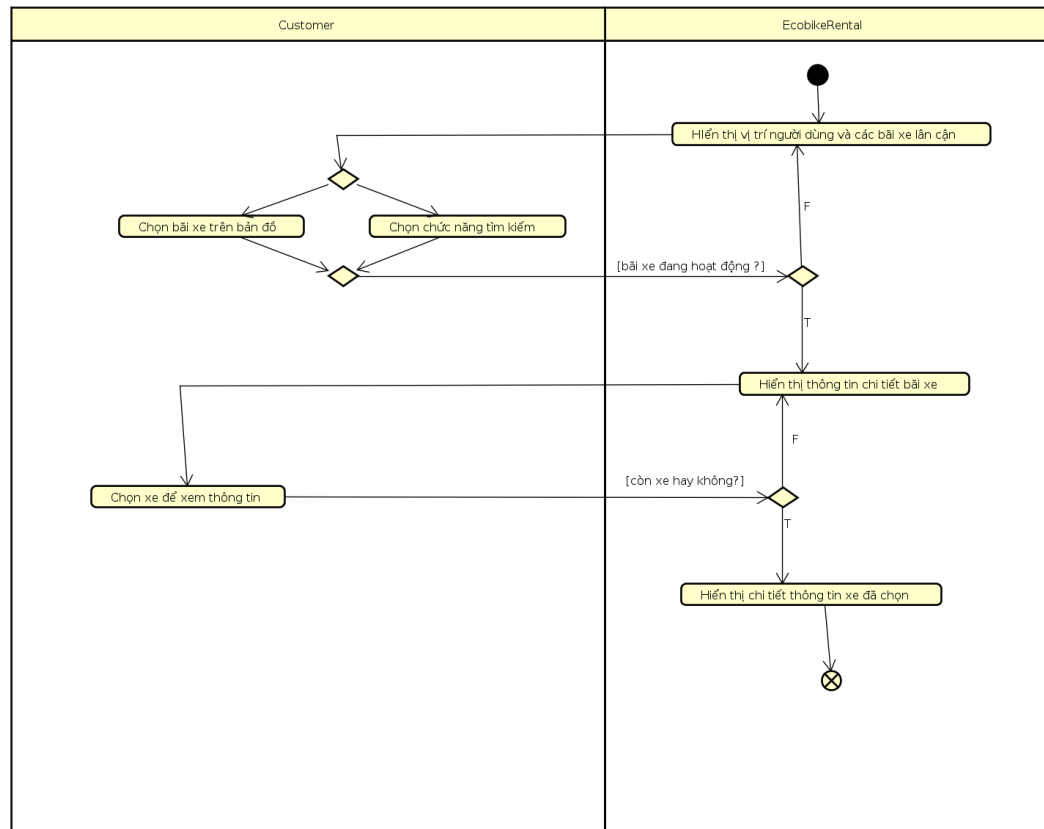 Customer
EcobikeRental
HIển thị vị trí người dùng và các bãi xe lân cận
Chọn bãi xe trên bản đồ
Chọn chức năng tìm kiếm
F
[bãi xe đang hoạt động ?]
T
Hiển thị thông tin chi tiết bãi xe
F
Chọn xe để xem thông tin
[còn xe hay không?]
T
Hiển thị chi tiết thông tin xe đã chọn